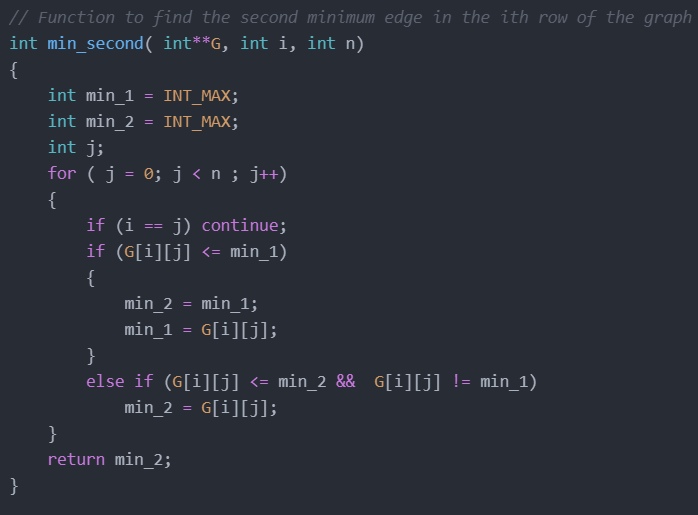 // Function to find the second minimum edge in the ith row of the graph
int min_second( int**G, int i, int n)
{
    int min_1 = INT_MAX;
    int min_2 = INT_MAX;
    int j;
    for ( j = 0; j < n ; j++)
    {
        if (i == j) continue;
        if (G[i][j] <= min_1)
        {
            min_2 = min_1;
            min_1 = G[i][j];
        }
        else if (G[i][j] <= min_2 &&  G[i][j] != min_1)
            min_2 = G[i][j];
    }
    return min_2;
}